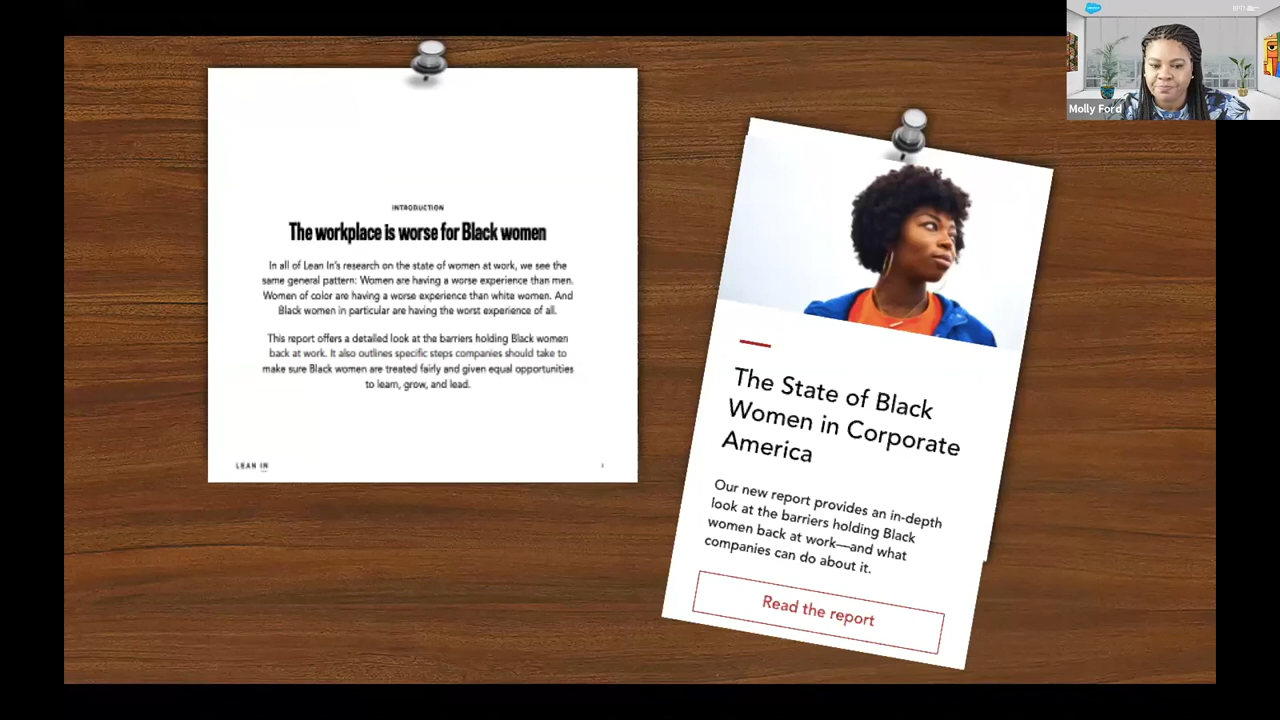 INTRODUCTION
The workplace is worse for Black women
In all of Lean In's research on the state of women at work, we see the
same general pattern: Women are having a worse experience than men.
Women of color are having a worse experience than white women. And
Black women in particular are having the worst experience of all.
This report offers a detailed look at the barriers holding Black women
back at work. It also outlines specific steps companies should take to
make sure Black women are treated fairly and given equal opportunities
to learn, grow, and lead.
LEAN IN
The State of Black
Women in Corporate
America
Our new report provides an in-depth
look at the barriers holding Black
women back at work—and what
companies can do about it.
Read the report
Molly Ford